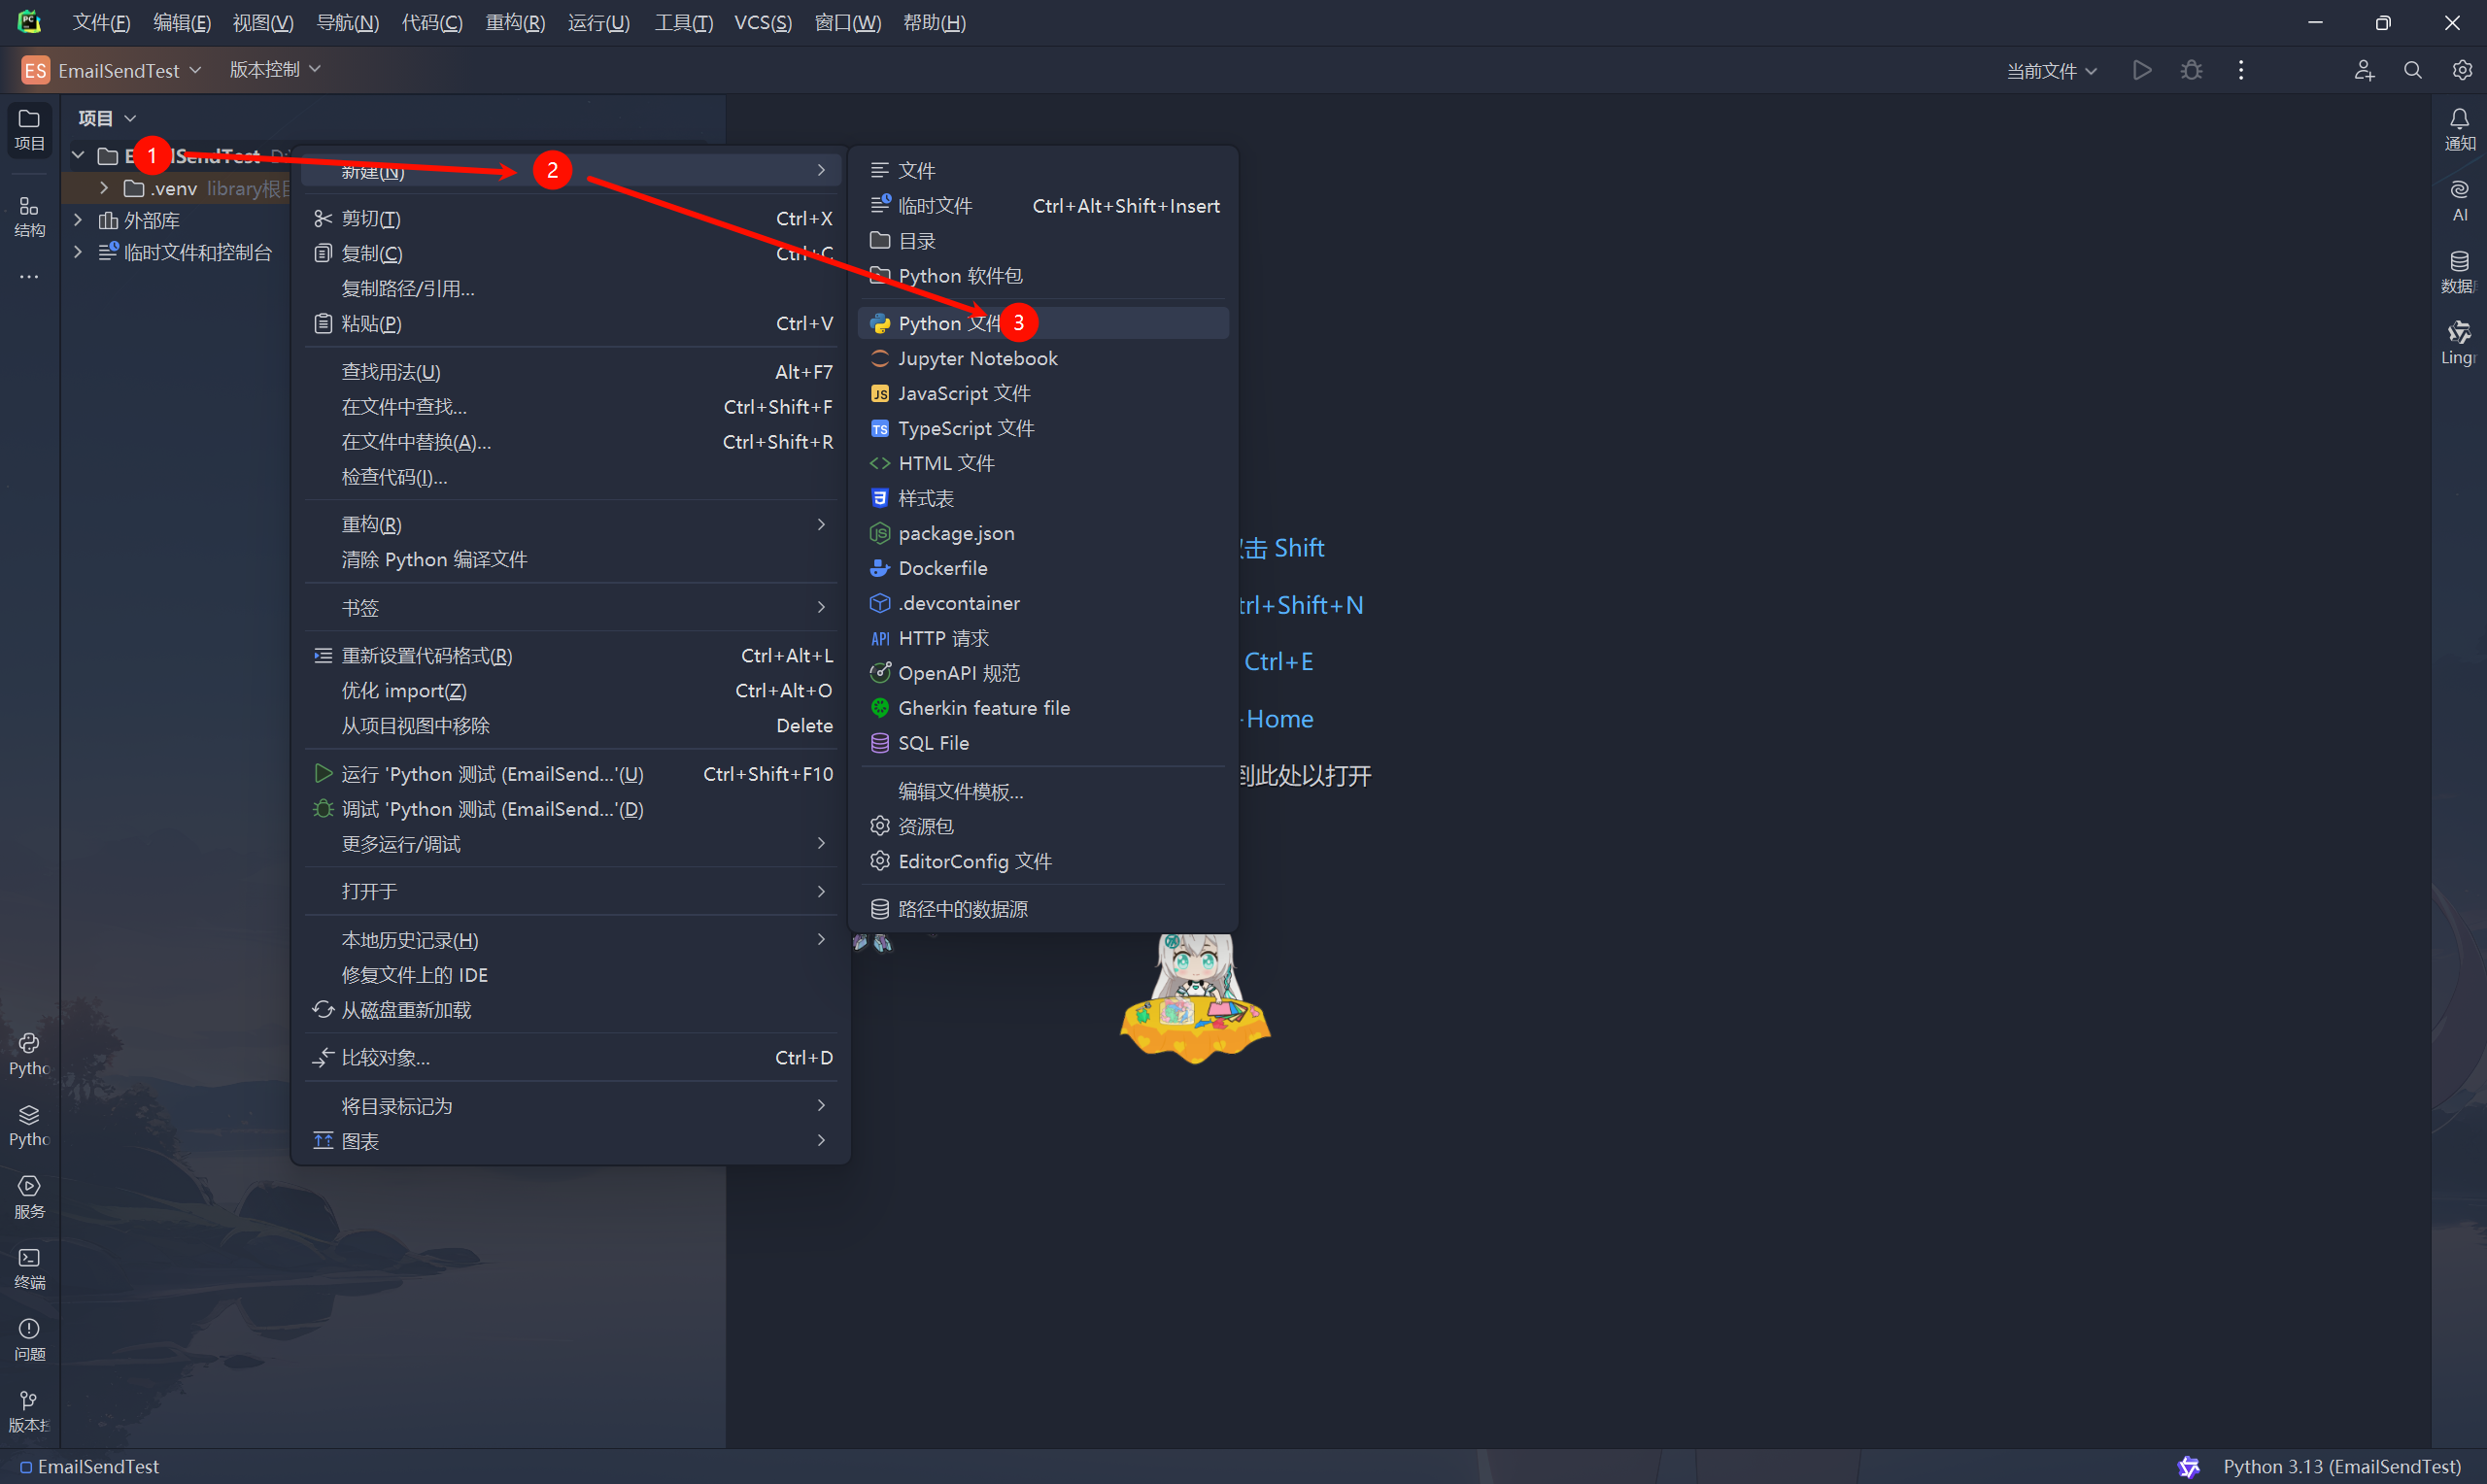 文件(F) 编辑(E) 视图(V) 导航(N) 代码(C) 重构(R) 运行(U) 工具(T) VCS(S) 窗口(W) 帮助(H)
ES EmailSendTest 版本控制 当前文件
项目
项目
结构
1
D:
.venv library根
外部库
临时文件和控制台
新建(N) 2
剪切(T) Ctrl+X
复制(C) Ctrl+C
复制路径/引用...
粘贴(P) Ctrl+V
查找用法(U) Alt+F7
在文件中查找... Ctrl+Shift+F
在文件中替换(A)... Ctrl+Shift+R
检查代码(I)...
重构(R)
清除 Python 编译文件
书签
重新设置代码格式(R) Ctrl+Alt+L
优化 import(Z) Ctrl+Alt+O
从项目视图中移除 Delete
运行 'Python 测试 (EmailSend...'(U) Ctrl+Shift+F10
调试 'Python 测试 (EmailSend...'(D)
更多运行/调试
打开于
本地历史记录(H)
修复文件上的 IDE
从磁盘重新加载
比较对象... Ctrl+D
将目录标记为
图表
文件
临时文件 Ctrl+Alt+Shift+Insert
目录
Python 软件包
Python 文件 3
Jupyter Notebook
JS JavaScript 文件
TS TypeScript 文件
HTML 文件
样式表
package.json
Dockerfile
.devcontainer
API HTTP 请求
OpenAPI 规范
Gherkin feature file
SQL File
编辑文件模板...
资源包
EditorConfig 文件
路径中的数据源
击 Shift
trl+Shift+N
Ctrl+E
Home
到此处以打开
通知
AI
数据
Ling
Pytho
Pytho
服务
终端
问题
版本
EmailSendTest Python 3.13 (EmailSendTest)